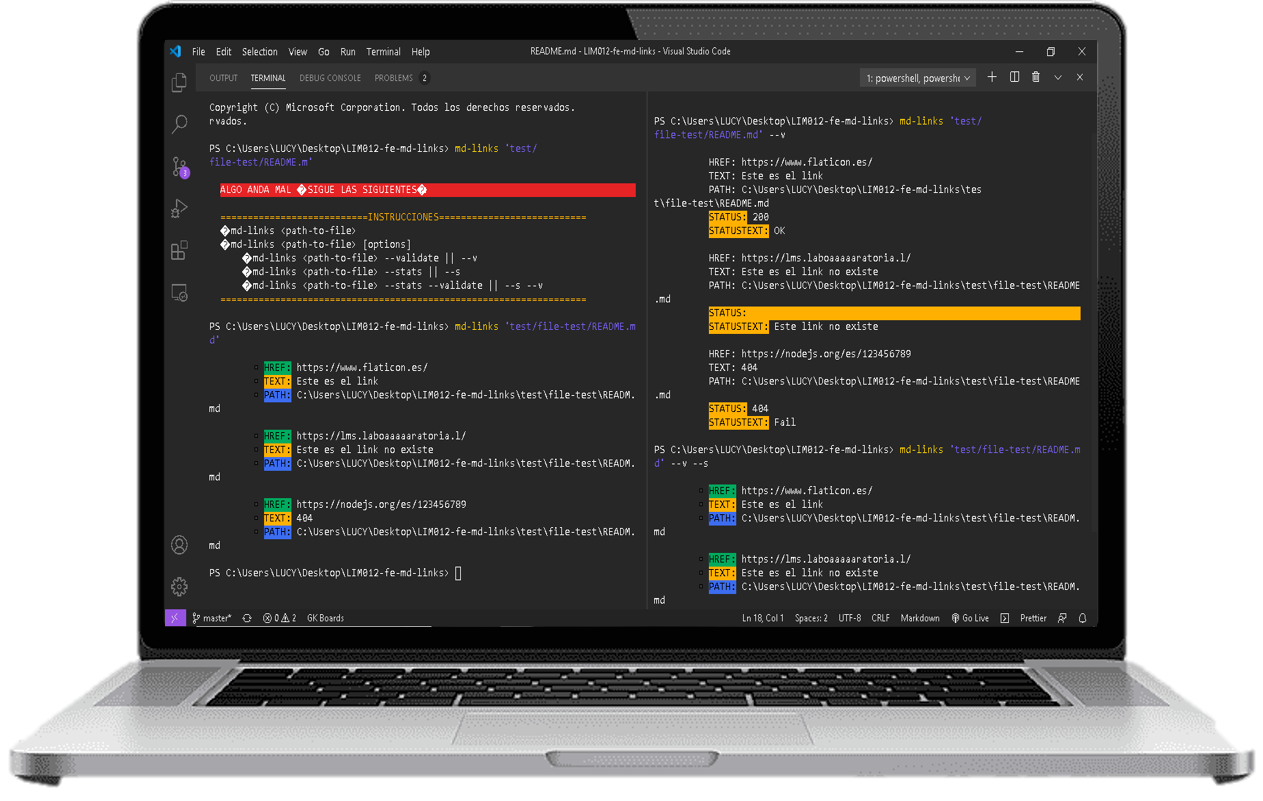 File Edit Selection View Go Run Terminal Help README.md - LIM012-fe-md-links - Visual Studio Code
OUTPUT TERMINAL DEBUG CONSOLE PROBLEMS 2 1: powershell, powershe
3
Copyright (C) Microsoft Corporation. Todos los derechos reservados.
rvados.
PS C:\Users\LUCY\Desktop\LIM012-fe-md-links> md-links 'test/
file-test/README.m'
ALGO ANDA MAL �SIGUE LAS SIGUIENTES�
===========================INSTRUCCIONES===========================
�md-links <path-to-file>
�md-links <path-to-file> [options]
�md-links <path-to-file> --validate || --v
�md-links <path-to-file> --stats || --s
�md-links <path-to-file> --stats --validate || --s --v
===================================================================
PS C:\Users\LUCY\Desktop\LIM012-fe-md-links> md-links 'test/file-test/README.m
d'
HREF: https://www.flaticon.es/
TEXT: Este es el link
PATH: C:\Users\LUCY\Desktop\LIM012-fe-md-links\test\file-test\READM.
md
HREF: https://lms.laboaaaaaratoria.l/
TEXT: Este es el link no existe
PATH: C:\Users\LUCY\Desktop\LIM012-fe-md-links\test\file-test\READM.
md
HREF: https://nodejs.org/es/123456789
TEXT: 404
PATH: C:\Users\LUCY\Desktop\LIM012-fe-md-links\test\file-test\READM.
md
PS C:\Users\LUCY\Desktop\LIM012-fe-md-links>
PS C:\Users\LUCY\Desktop\LIM012-fe-md-links> md-links 'test/
file-test/README.md' --v
HREF: https://www.flaticon.es/
TEXT: Este es el link
PATH: C:\Users\LUCY\Desktop\LIM012-fe-md-links\tes
t\file-test\README.md
STATUS: 200
STATUSTEXT: OK
HREF: https://lms.laboaaaaaratoria.l/
TEXT: Este es el link no existe
PATH: C:\Users\LUCY\Desktop\LIM012-fe-md-links\test\file-test\README
.md
STATUS:
STATUSTEXT: Este link no existe
HREF: https://nodejs.org/es/123456789
TEXT: 404
PATH: C:\Users\LUCY\Desktop\LIM012-fe-md-links\test\file-test\README
.md
STATUS: 404
STATUSTEXT: Fail
PS C:\Users\LUCY\Desktop\LIM012-fe-md-links> md-links 'test/file-test/README.m
d' --v --s
HREF: https://www.flaticon.es/
TEXT: Este es el link
PATH: C:\Users\LUCY\Desktop\LIM012-fe-md-links\test\file-test\READM.
md
HREF: https://lms.laboaaaaaratoria.l/
TEXT: Este es el link no existe
PATH: C:\Users\LUCY\Desktop\LIM012-fe-md-links\test\file-test\READM.
md
master* 0 2 GK Boards Ln 18, Col 1 Spaces: 2 UTF-8 CRLF Markdown Go Live Prettier